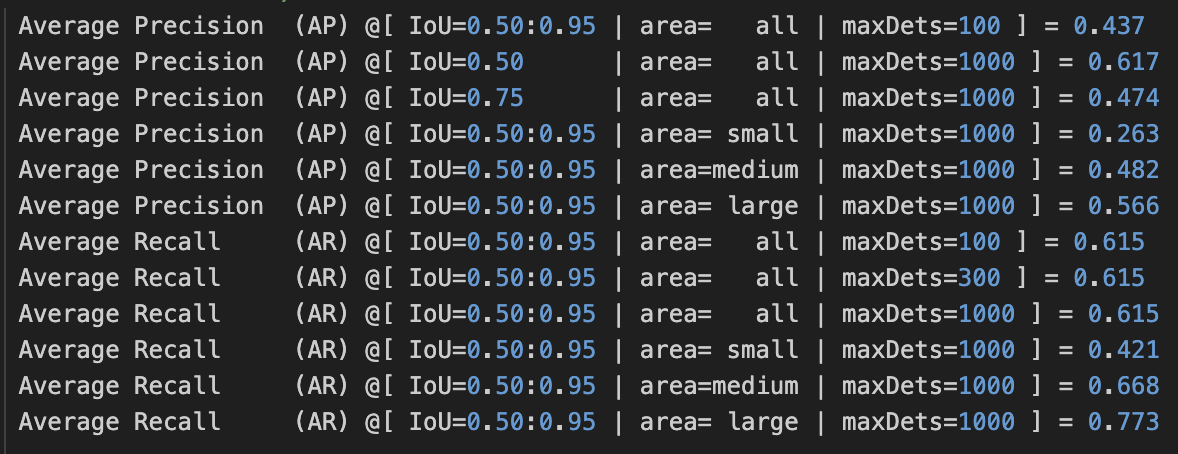 Average Precision  (AP) @[ IoU=0.50:0.95 | area=   all | maxDets=100 ] = 0.437
Average Precision  (AP) @[ IoU=0.50      | area=   all | maxDets=1000 ] = 0.617
Average Precision  (AP) @[ IoU=0.75      | area=   all | maxDets=1000 ] = 0.474
Average Precision  (AP) @[ IoU=0.50:0.95 | area= small | maxDets=1000 ] = 0.263
Average Precision  (AP) @[ IoU=0.50:0.95 | area=medium | maxDets=1000 ] = 0.482
Average Precision  (AP) @[ IoU=0.50:0.95 | area= large | maxDets=1000 ] = 0.566
Average Recall     (AR) @[ IoU=0.50:0.95 | area=   all | maxDets=100 ] = 0.615
Average Recall     (AR) @[ IoU=0.50:0.95 | area=   all | maxDets=300 ] = 0.615
Average Recall     (AR) @[ IoU=0.50:0.95 | area=   all | maxDets=1000 ] = 0.615
Average Recall     (AR) @[ IoU=0.50:0.95 | area= small | maxDets=1000 ] = 0.421
Average Recall     (AR) @[ IoU=0.50:0.95 | area=medium | maxDets=1000 ] = 0.668
Average Recall     (AR) @[ IoU=0.50:0.95 | area= large | maxDets=1000 ] = 0.773